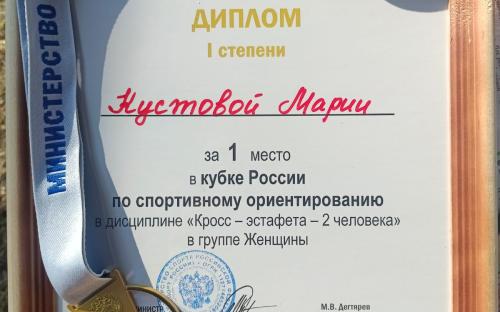 ДИПЛОМ
I степени
Кустовой Марии
за 1 место
в кубке России
по спортивному ориентированию
в дисциплине «Кросс – эстафета – 2 человека»
в группе Женщины
М.В. Дегтярев
МИНИСТЕРСТВО